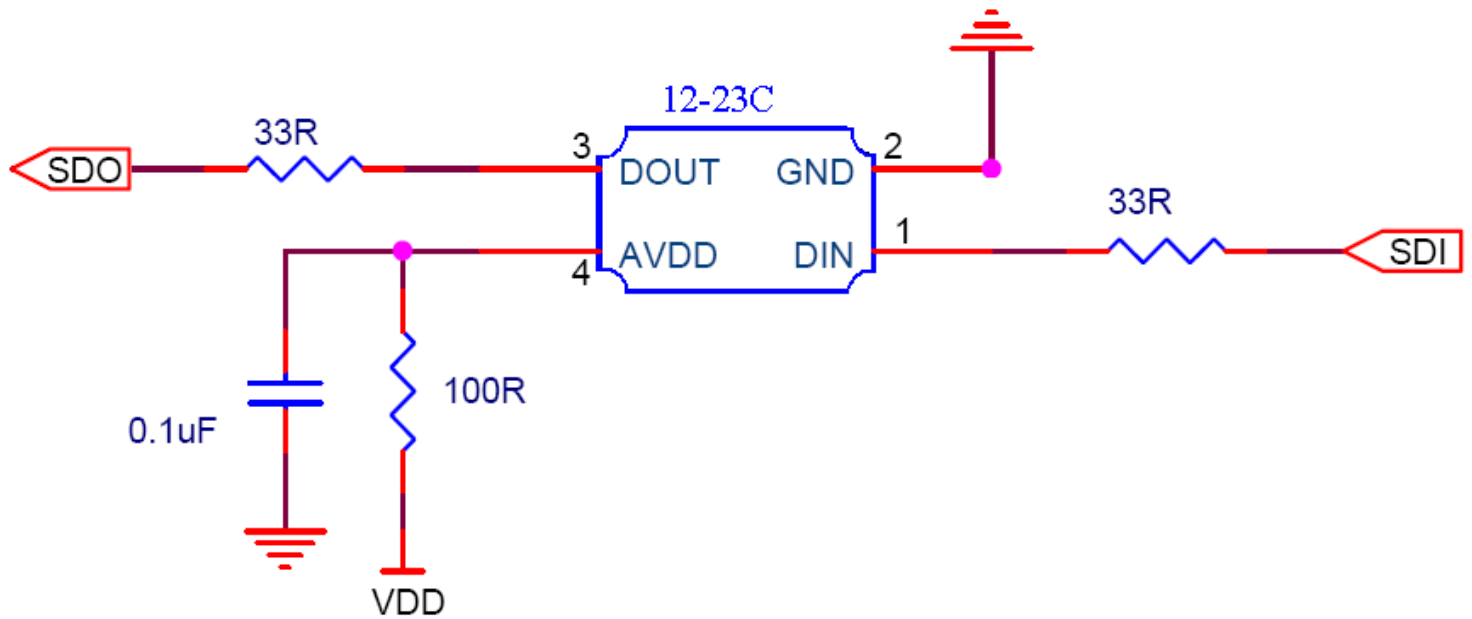 12-23C
33R
3
2
SDO
DOUT
GND
33R
1
AVDD
DIN
SDI
4
100R
0.1uF
VDD